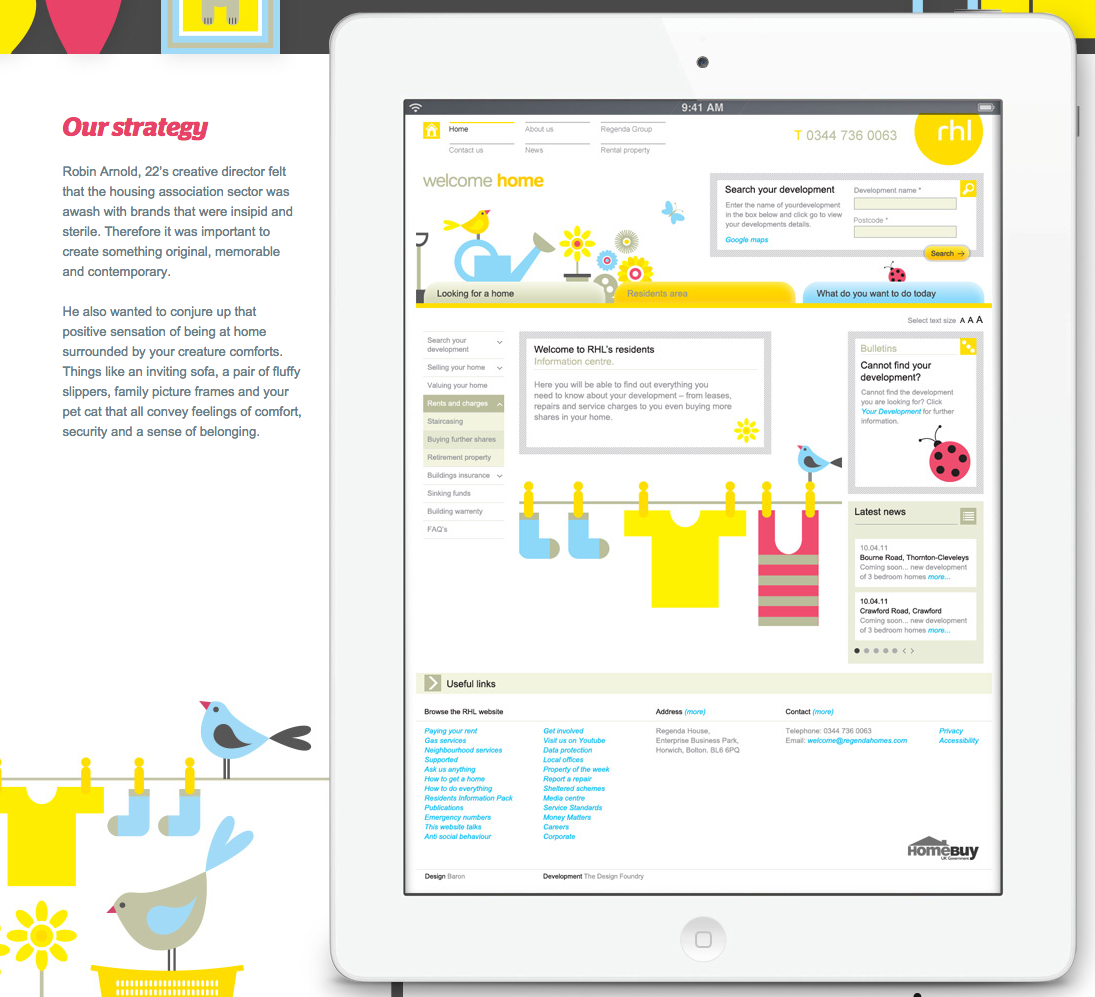 Our strategy
Robin Arnold, 22's creative director felt
that the housing association sector was
awash with brands that were insipid and
sterile. Therefore it was important to
create something original, memorable
and contemporary.
He also wanted to conjure up that
positive sensation of being at home
surrounded by your creature comforts.
Things like an inviting sofa, a pair of fluffy
slippers, family picture frames and your
pet cat that all convey feelings of comfort,
security and a sense of belonging.
9:41 AM
Home
About us
Regenda Group
Contact us
News
Rental property
T 0344 736 0063
rhl
welcome home
Search your development
Enter the name of yourdevelopment
in the box below and click go to view
your developments details.
Google maps
Development name *
Postcode *
Search →
Looking for a home
Residents area
What do you want to do today
Select text size A A A
Search your
development
Selling your home
Valuing your home
Rents and charges
Staircasing
Buying further shares
Retirement property
Buildings insurance
Sinking funds
Building warrenty
FAQ's
Welcome to RHL's residents
Information centre.
Here you will be able to find out everything you
need to know about your development – from leases,
repairs and service charges to you even buying more
shares in your home.
Bulletins
Cannot find your
development?
Cannot find the development
you are looking for? Click
Your Development for further
information.
Latest news
10.04.11
Bourne Road, Thornton-Cleveleys
Coming soon... new development
of 3 bedroom homes more...
10.04.11
Crawford Road, Crawford
Coming soon... new development
of 3 bedroom homes more...
Useful links
Browse the RHL website
Paying your rent
Gas services
Neighbourhood services
Supported
Ask us anything
How to get a home
How to do everything
Residents Information Pack
Publications
Emergency numbers
This website talks
Anti social behaviour
Get involved
Visit us on Youtube
Data protection
Local offices
Property of the week
Report a repair
Sheltered schemes
Media centre
Service Standards
Money Matters
Careers
Corporate
Address (more)
Regenda House,
Enterprise Business Park,
Horwich, Bolton. BL6 6PQ
Contact (more)
Telephone: 0344 736 0063
Email: welcome@regendahomes.com
Privacy
Accessibility
HomeBuy
UK Government
Design Baron
Development The Design Foundry